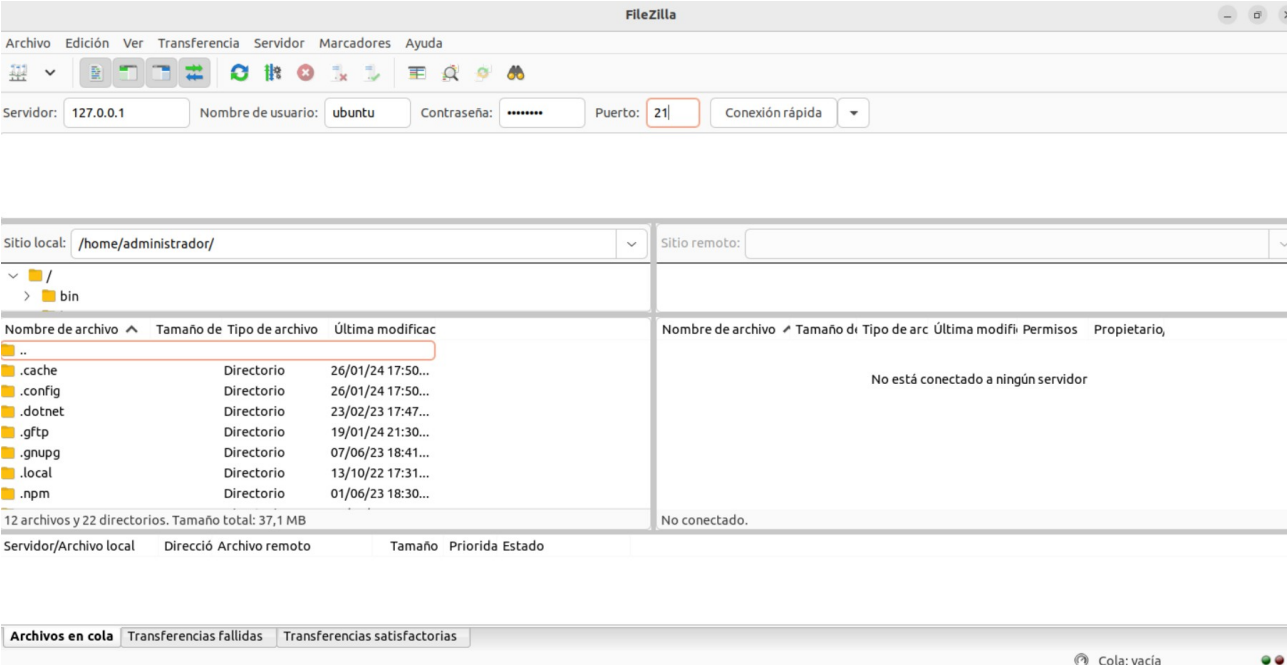 FileZilla
Archivo Edición Ver Transferencia Servidor Marcadores Ayuda
Servidor: 127.0.0.1 Nombre de usuario: ubuntu Contraseña: •••••••• Puerto: 21 Conexión rápida
Sitio local: /home/administrador/
Sitio remoto:
/
bin
Nombre de archivo Tamaño de Tipo de archivo Última modificac
..
.cache Directorio 26/01/24 17:50...
.config Directorio 26/01/24 17:50...
.dotnet Directorio 23/02/23 17:47...
.gftp Directorio 19/01/24 21:30...
.gnupg Directorio 07/06/23 18:41...
.local Directorio 13/10/22 17:31...
.npm Directorio 01/06/23 18:30...
12 archivos y 22 directorios. Tamaño total: 37,1 MB
Nombre de archivo Tamaño de Tipo de arc Última modifi Permisos Propietario,
No está conectado a ningún servidor
No conectado.
Servidor/Archivo local Direcció Archivo remoto Tamaño Priorida Estado
Archivos en cola Transferencias fallidas Transferencias satisfactorias
Cola: vacía